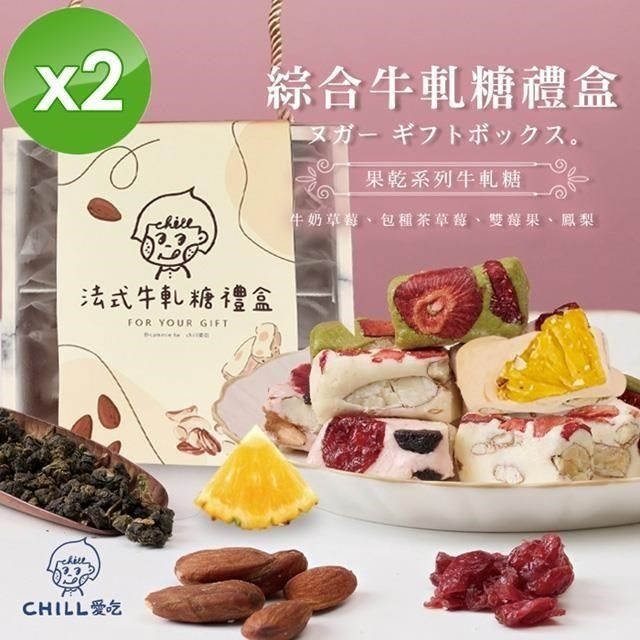 x2
綜合牛軋糖禮盒
ヌガー ギフトボックス。
果乾系列牛軋糖
牛奶草莓、包種茶草莓、雙莓果、鳳梨
chill
法式牛軋糖禮盒
FOR YOUR GIFT
chill
CHILL愛吃